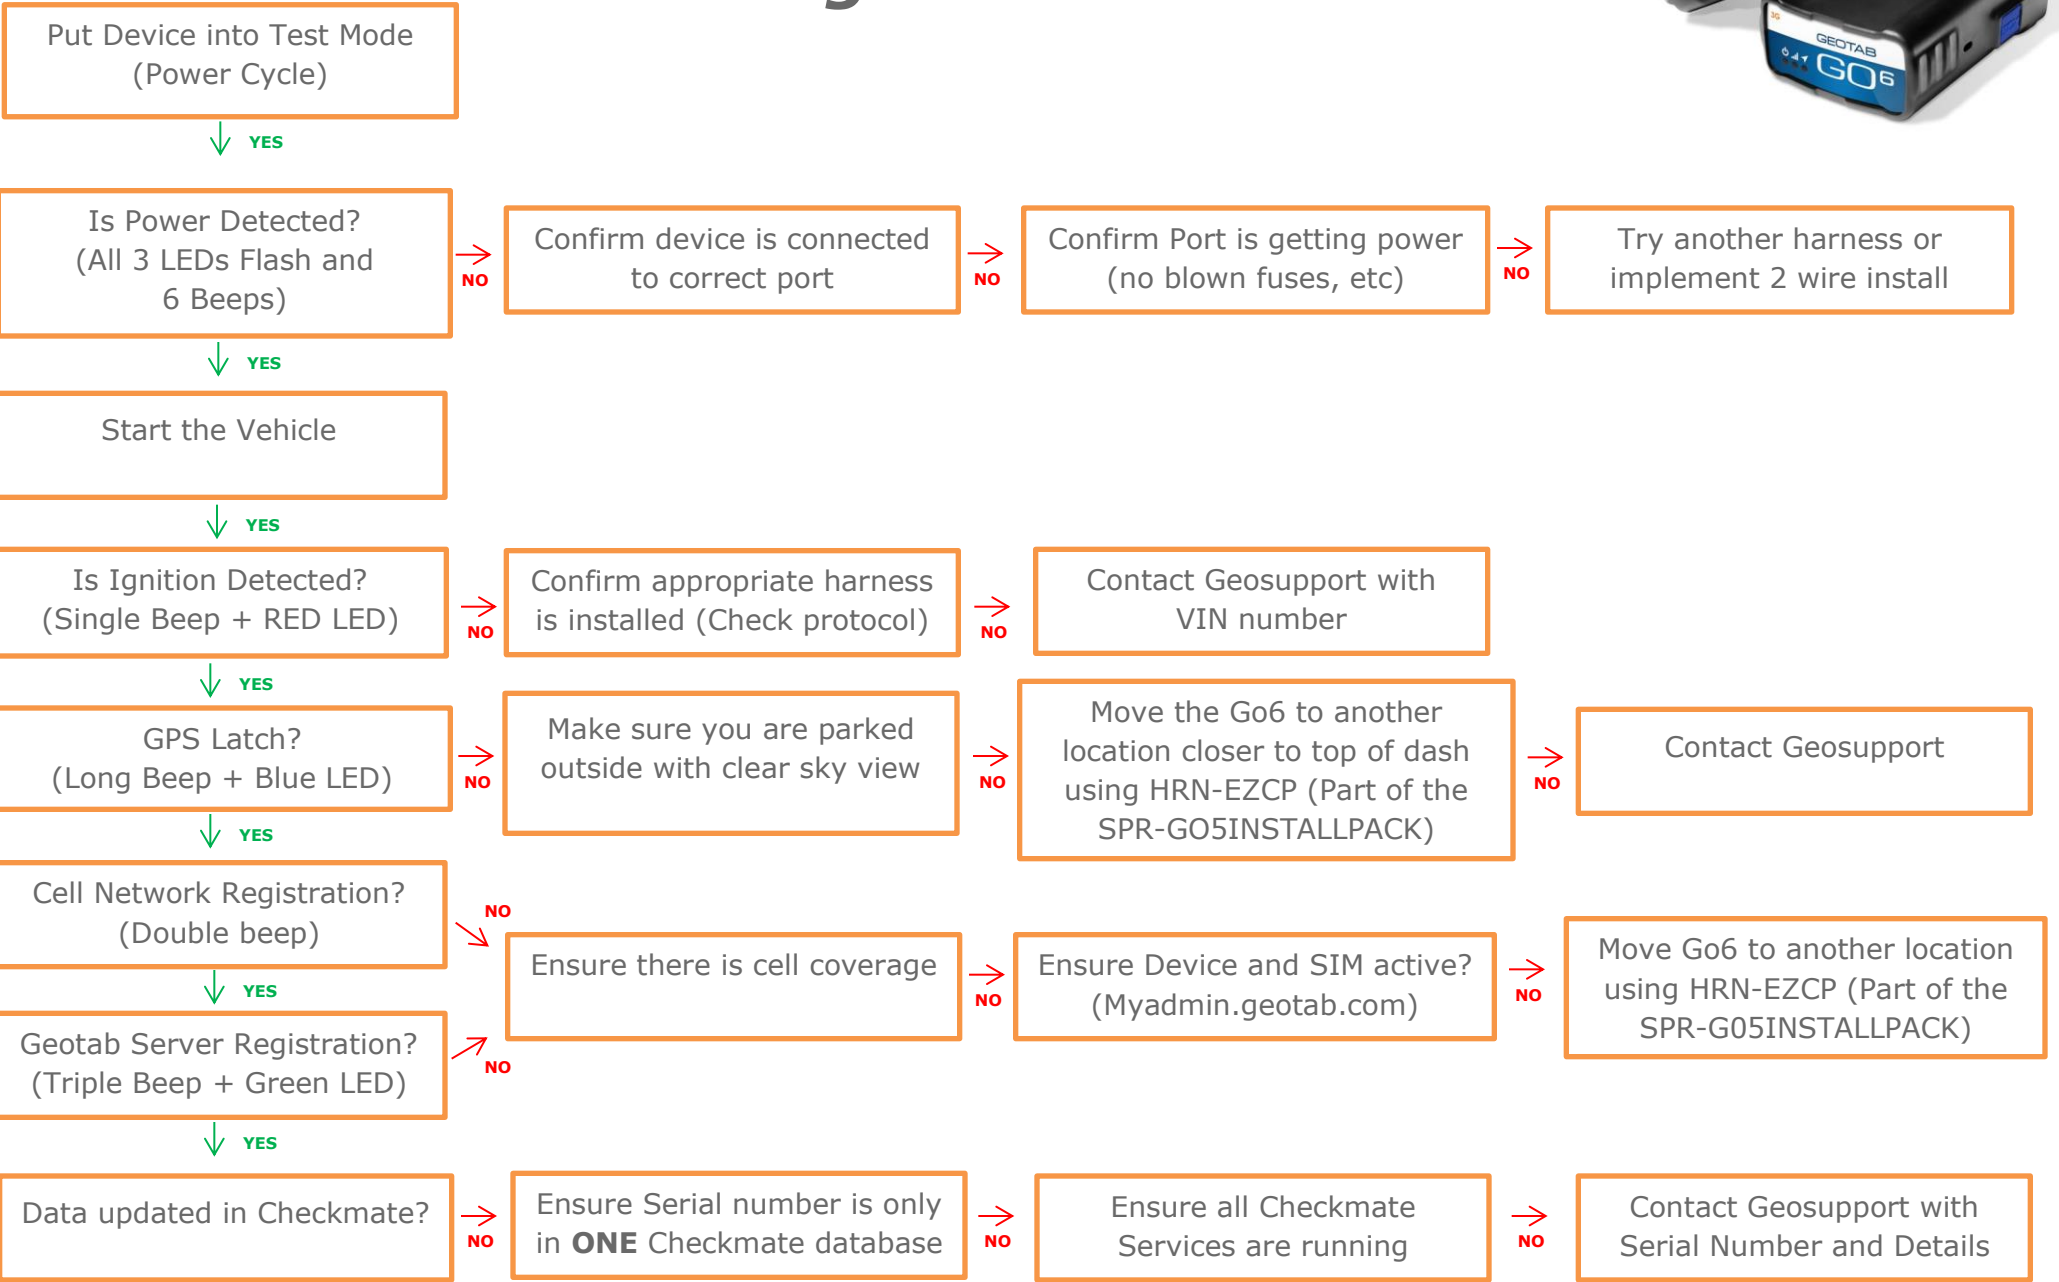 g
3G
GEOTAB
GO6
Put Device into Test Mode
(Power Cycle)
YES
Is Power Detected?
(All 3 LEDs Flash and
6 Beeps)
NO
Confirm device is connected
to correct port
NO
Confirm Port is getting power
(no blown fuses, etc)
NO
Try another harness or
implement 2 wire install
YES
Start the Vehicle
YES
Is Ignition Detected?
(Single Beep + RED LED)
NO
Confirm appropriate harness
is installed (Check protocol)
NO
Contact Geosupport with
VIN number
YES
GPS Latch?
(Long Beep + Blue LED)
NO
Make sure you are parked
outside with clear sky view
NO
Move the Go6 to another
location closer to top of dash
using HRN-EZCP (Part of the
SPR-GO5INSTALLPACK)
NO
Contact Geosupport
YES
Cell Network Registration?
(Double beep)
NO
YES
Geotab Server Registration?
(Triple Beep + Green LED)
NO
Ensure there is cell coverage
NO
Ensure Device and SIM active?
(Myadmin.geotab.com)
NO
Move Go6 to another location
using HRN-EZCP (Part of the
SPR-G05INSTALLPACK)
YES
Data updated in Checkmate?
NO
Ensure Serial number is only
in ONE Checkmate database
NO
Ensure all Checkmate
Services are running
NO
Contact Geosupport with
Serial Number and Details